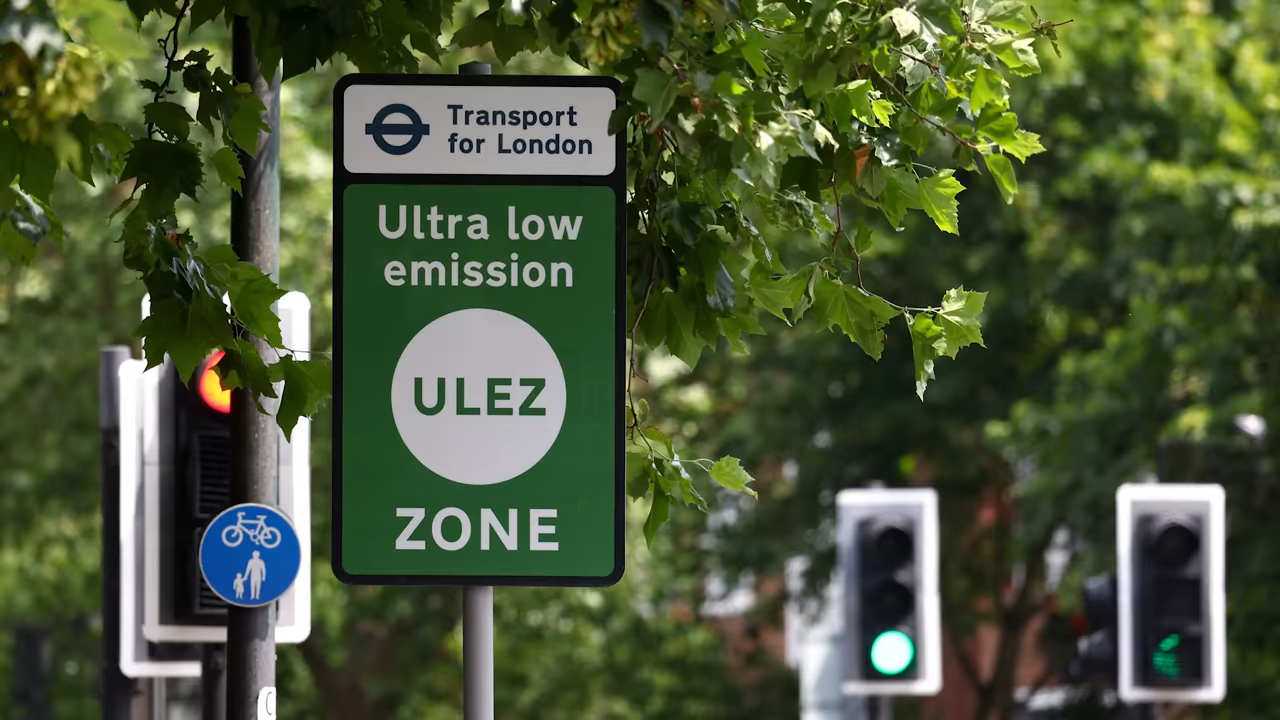 Transport
for London
Ultra low
emission
ULEZ
ZONE